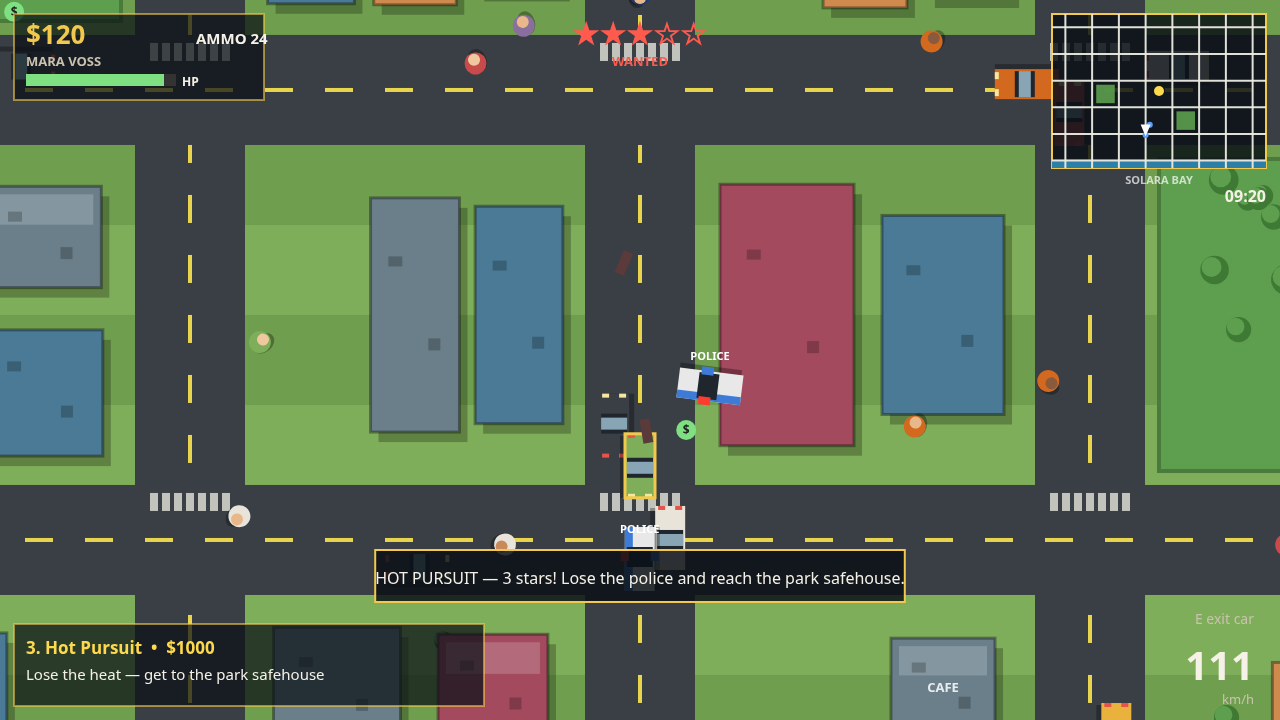 $
$120
AMMO 24
MARA VOSS
HP
WANTED
SOLARA BAY
09:20
POLICE
$
POLICE
HOT PURSUIT — 3 stars! Lose the police and reach the park safehouse.
3. Hot Pursuit • $1000
Lose the heat — get to the park safehouse
CAFE
E exit car
111
km/h